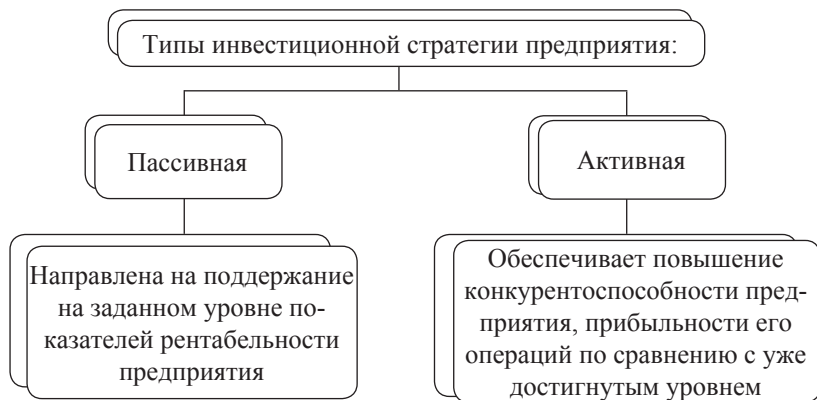 Типы инвестиционной стратегии предприятия:
Пассивная
Активная
Направлена на поддержание
на заданном уровне по-
казателей рентабельности
предприятия
Обеспечивает повышение
конкурентоспособности пред-
приятия, прибыльности его
операций по сравнению с уже
достигнутым уровнем